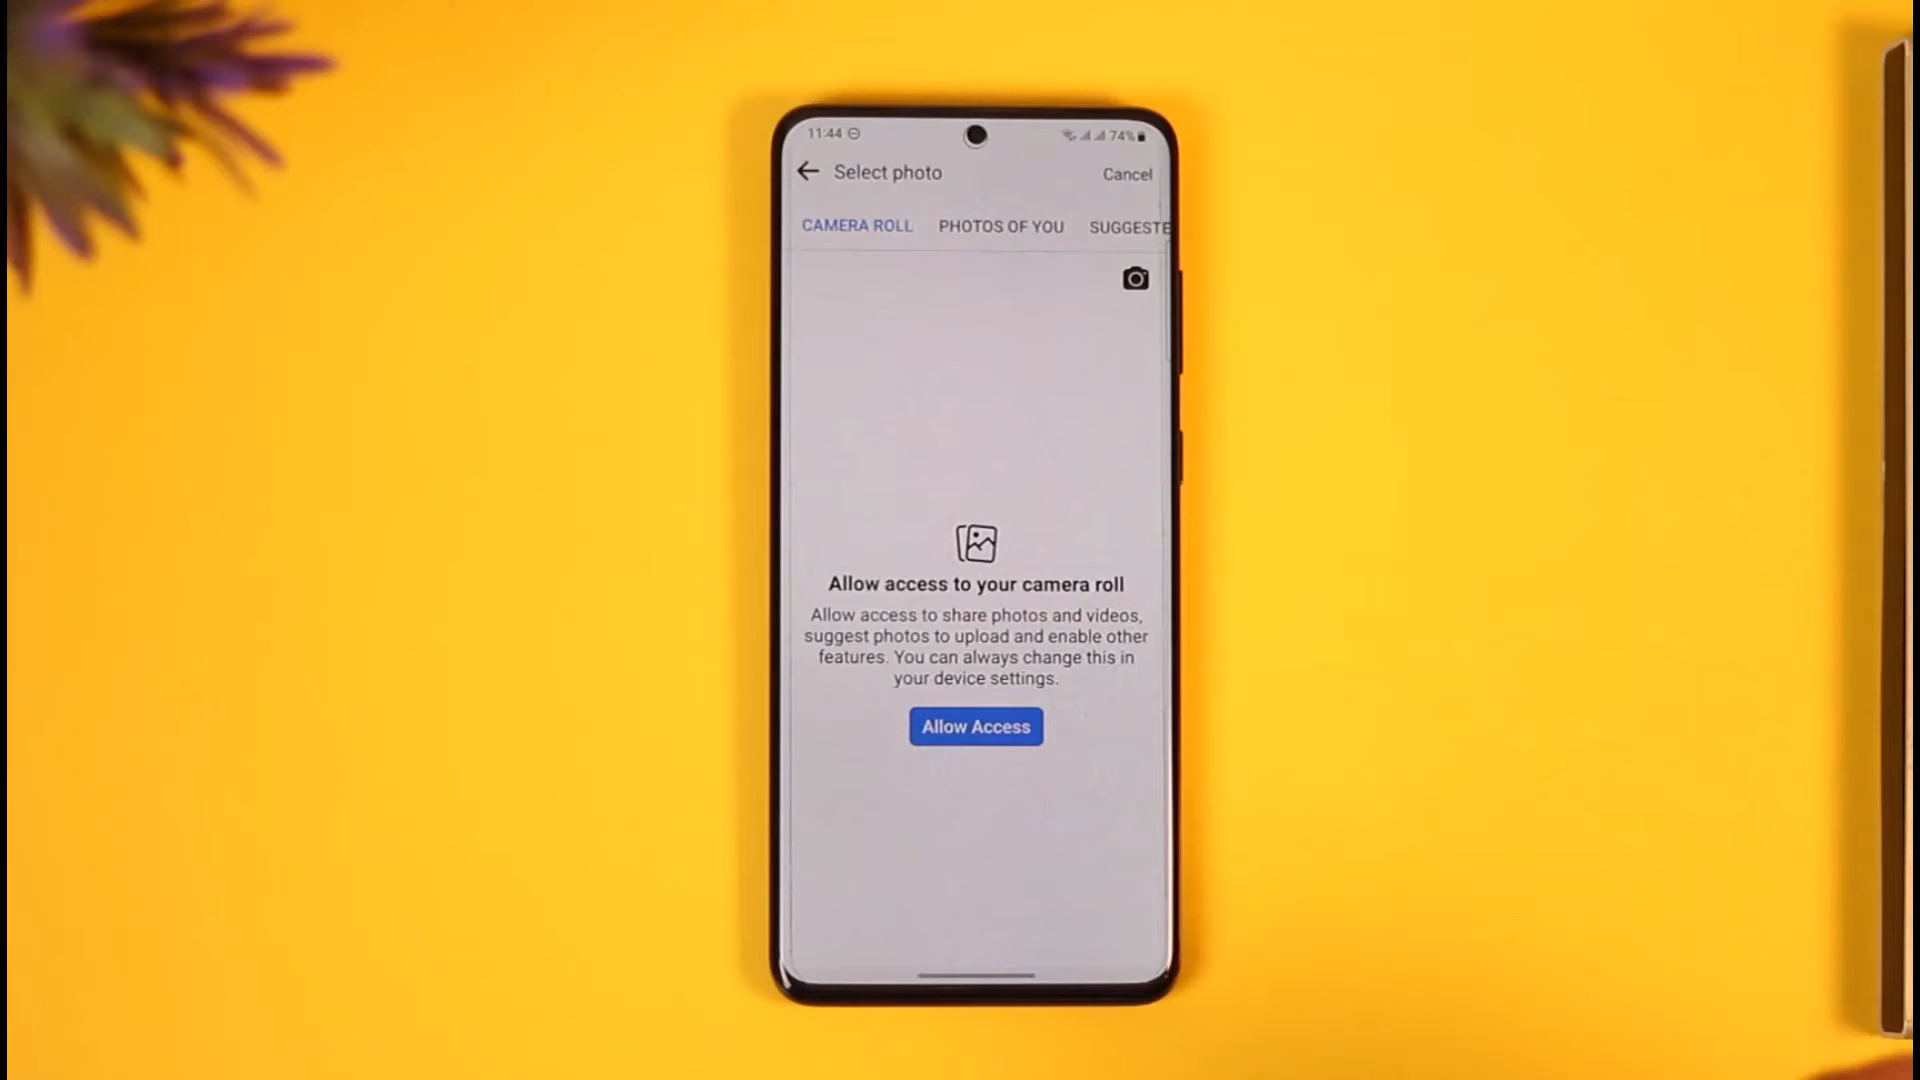 11:44
74%
Select photo
Cancel
CAMERA ROLL
PHOTOS OF YOU
SUGGESTE
Allow access to your camera roll
Allow access to share photos and videos,
suggest photos to upload and enable other
features. You can always change this in
your device settings.
Allow Access